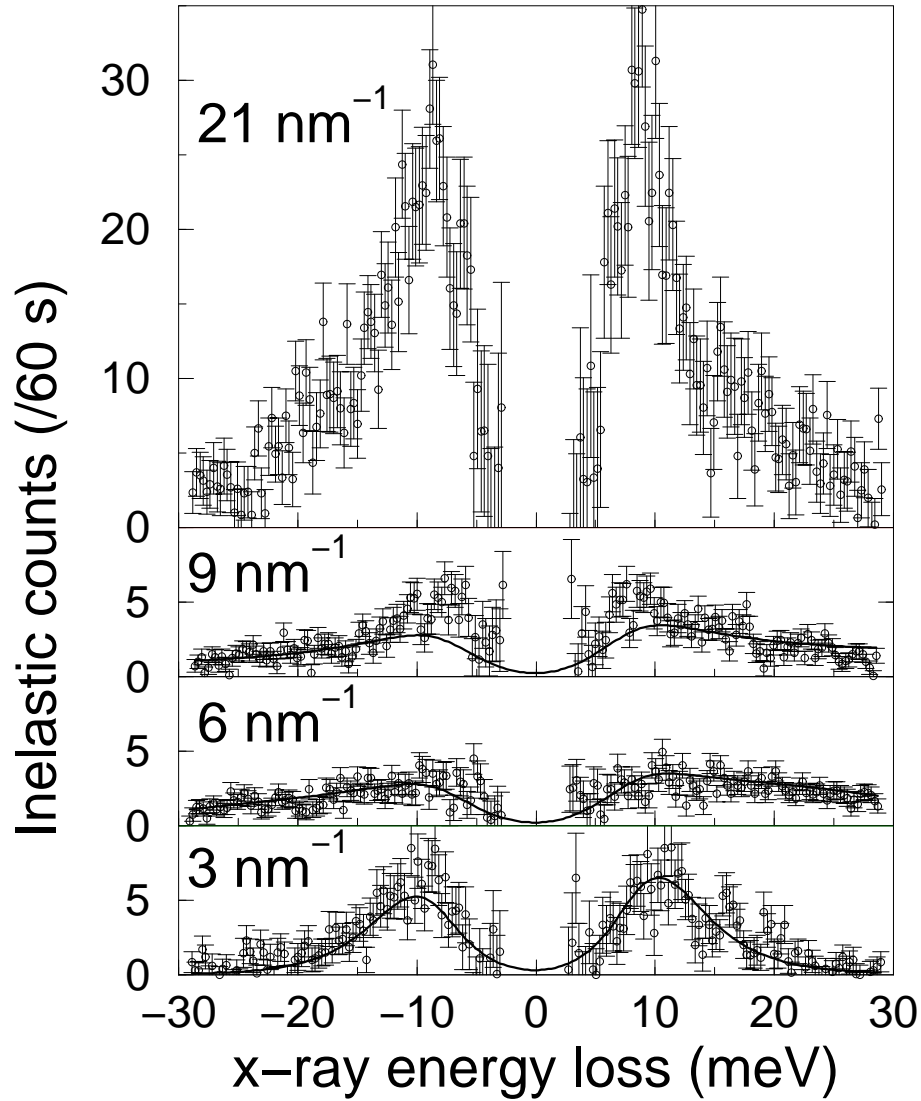 Inelastic counts (/60 s)
30
20
10
0
21 nm⁻¹
5
0
9 nm⁻¹
5
0
6 nm⁻¹
5
0
3 nm⁻¹
−30 −20 −10 0 10 20 30
x−ray energy loss (meV)